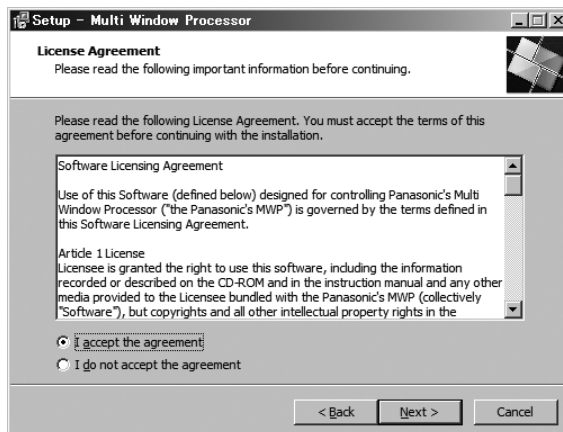 Setup - Multi Window Processor
License Agreement
Please read the following important information before continuing.
Please read the following License Agreement. You must accept the terms of this
agreement before continuing with the installation.
Software Licensing Agreement
Use of this Software (defined below) designed for controlling Panasonic's Multi
Window Processor ("the Panasonic's MWP") is governed by the terms defined in
this Software Licensing Agreement.
Article 1 License
Licensee is granted the right to use this software, including the information
recorded or described on the CD-ROM and in the instruction manual and any other
media provided to the Licensee bundled with the Panasonic's MWP (collectively
"Software"), but copyrights and all other intellectual property rights in the
I accept the agreement
I do not accept the agreement
< Back Next > Cancel